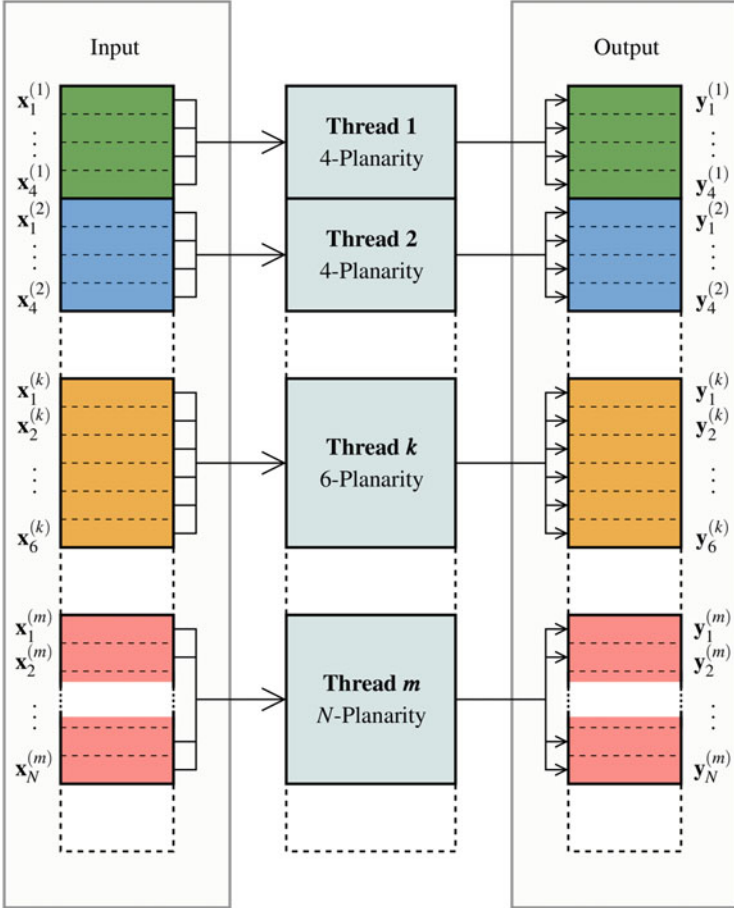 Input
Output
x_1^{(1)}
⋮
x_4^{(1)}
Thread 1
4-Planarity
y_1^{(1)}
⋮
y_4^{(1)}
x_1^{(2)}
⋮
x_4^{(2)}
Thread 2
4-Planarity
y_1^{(2)}
⋮
y_4^{(2)}
x_1^{(k)}
x_2^{(k)}
⋮
x_6^{(k)}
Thread k
6-Planarity
y_1^{(k)}
y_2^{(k)}
⋮
y_6^{(k)}
x_1^{(m)}
x_2^{(m)}
⋮
x_N^{(m)}
Thread m
N-Planarity
y_1^{(m)}
y_2^{(m)}
⋮
y_N^{(m)}